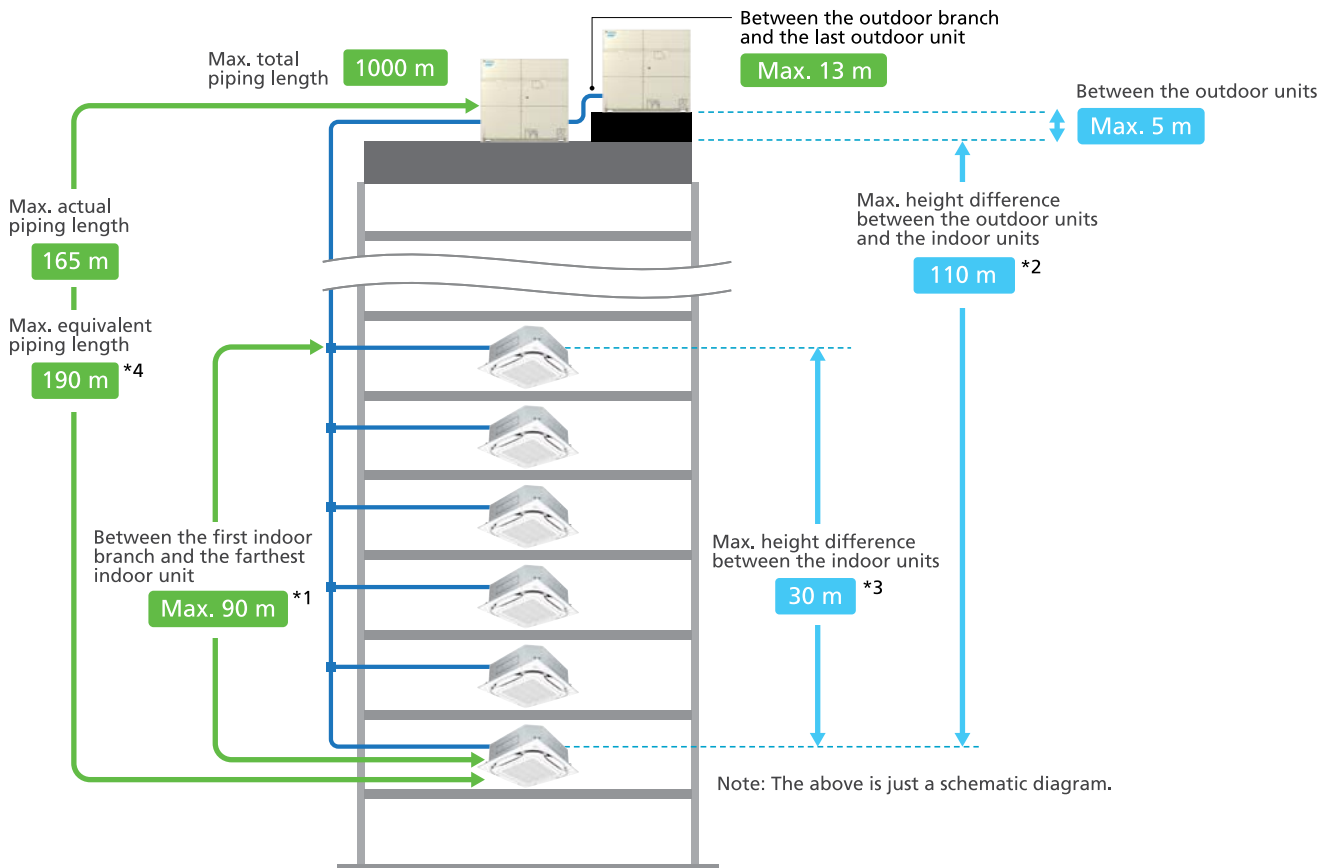 Between the outdoor branch
and the last outdoor unit
Max. 13 m
Max. total
piping length
1000 m
Between the outdoor units
Max. 5 m
Max. actual
piping length
165 m
Max. height difference
between the outdoor units
and the indoor units
110 m *2
Max. equivalent
piping length
190 m *4
Between the first indoor
branch and the farthest
indoor unit
Max. 90 m *1
Max. height difference
between the indoor units
30 m *3
Note: The above is just a schematic diagram.